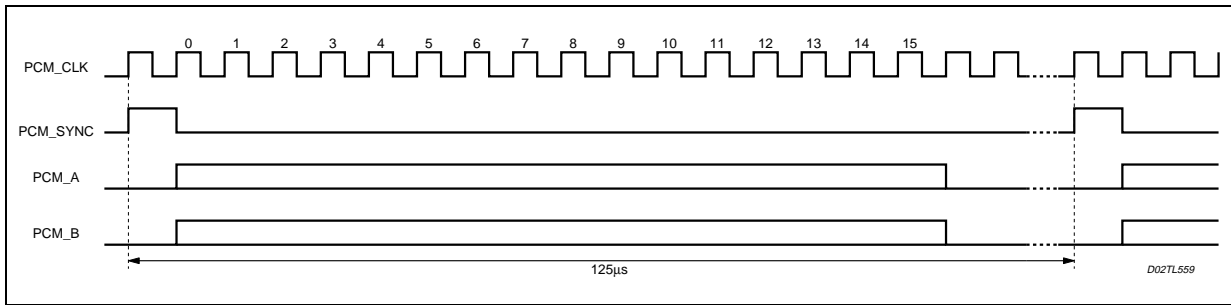 0 1 2 3 4 5 6 7 8 9 10 11 12 13 14 15
PCM_CLK
PCM_SYNC
PCM_A
PCM_B
125µs
D02TL559